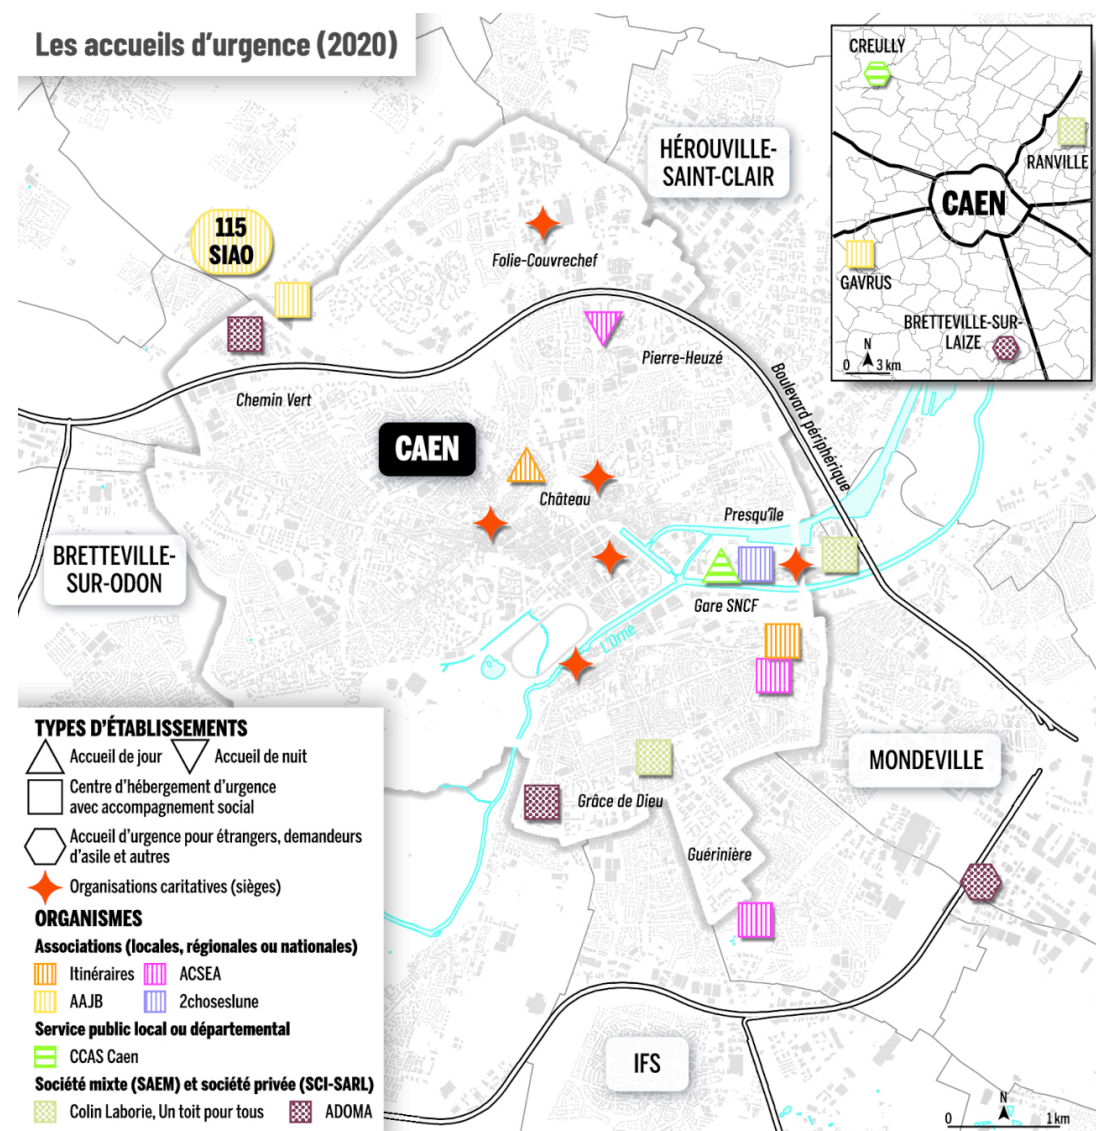 Les accueils d'urgence (2020)
CREULLY
RANVILLE
CAEN
GAVRUS
BRETTEVILLE-SUR-
LAIZE
N
0 3 km
HÉROUVILLE-
SAINT-CLAIR
115
SIAO
Folie-Couvrechef
Pierre-Heuzé
Boulevard périphérique
Chemin Vert
CAEN
Château
Presqu'île
BRETTEVILLE-
SUR-ODON
Gare SNCF
L'Orne
MONDEVILLE
Grâce de Dieu
Guérinière
IFS
TYPES D'ÉTABLISSEMENTS
Accueil de jour
Accueil de nuit
Centre d'hébergement d'urgence
avec accompagnement social
Accueil d'urgence pour étrangers, demandeurs
d'asile et autres
Organisations caritatives (sièges)
ORGANISMES
Associations (locales, régionales ou nationales)
Itinéraires
ACSEA
AAJB
2choseslune
Service public local ou départemental
CCAS Caen
Société mixte (SAEM) et société privée (SCI-SARL)
Colin Laborie, Un toit pour tous
ADOMA
N
0 1 km